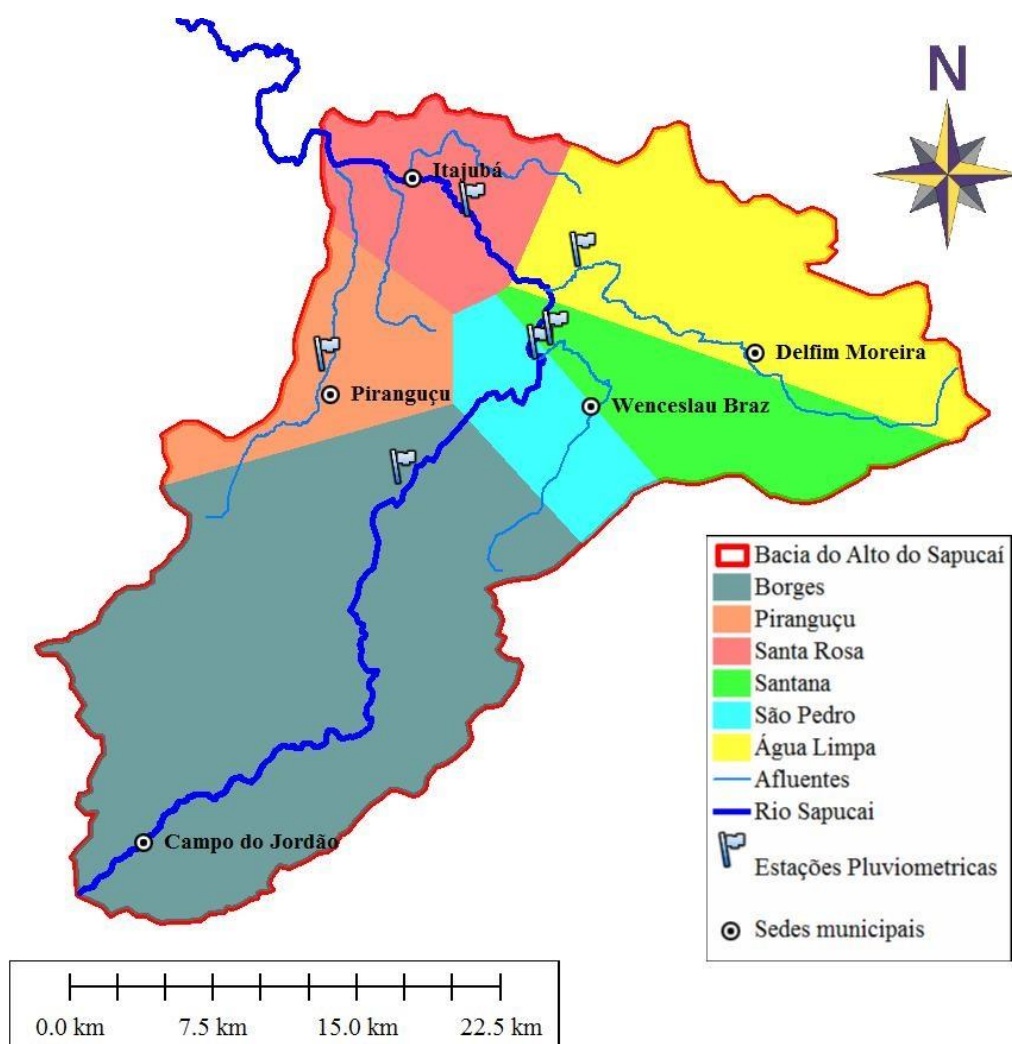 N
Itajubá
Delfim Moreira
Piranguçu
Wenceslau Braz
Campo do Jordão
Bacia do Alto do Sapucaí
Borges
Piranguçu
Santa Rosa
Santana
São Pedro
Água Limpa
Afluentes
Rio Sapucai
Estações Pluviometricas
Sedes municipais
0.0 km 7.5 km 15.0 km 22.5 km